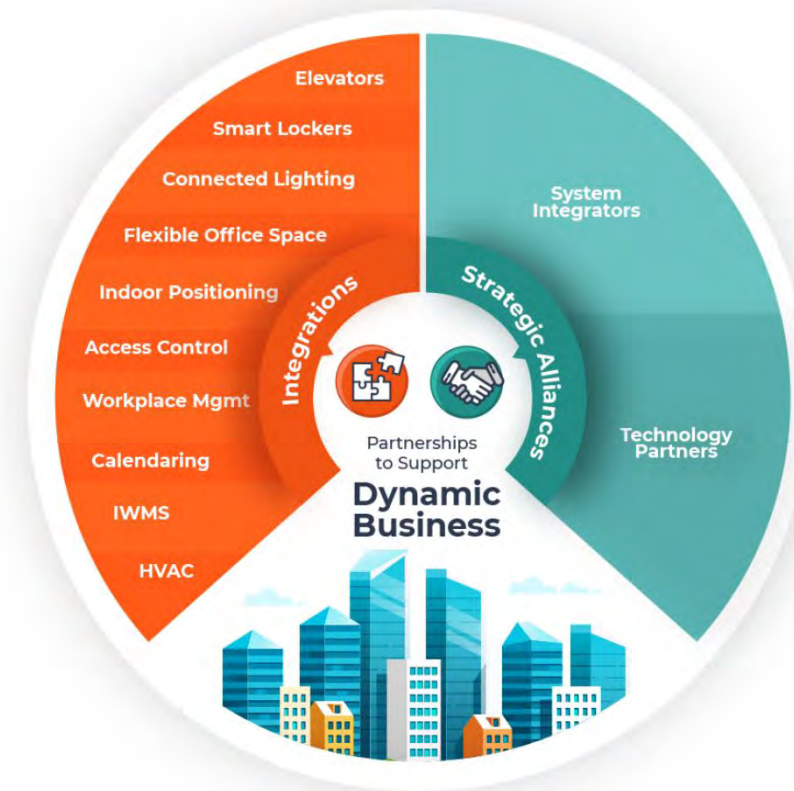 Elevators
Smart Lockers
Connected Lighting
Flexible Office Space
Indoor Positioning
Access Control
Workplace Mgmt
Calendaring
IWMS
HVAC
Integrations
Strategic Alliances
System
Integrators
Technology
Partners
Partnerships
to Support
Dynamic
Business